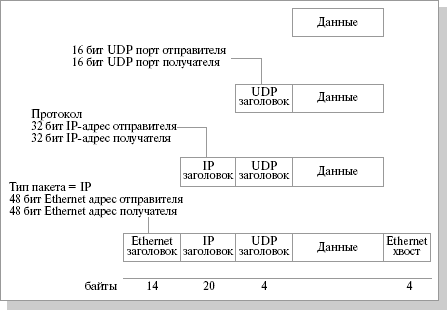 Данные
16 бит UDP порт отправителя
16 бит UDP порт получателя
UDP
заголовок
Данные
Протокол
32 бит IP-адрес отправителя
32 бит IP-адрес получателя
IP
заголовок
UDP
заголовок
Данные
Тип пакета = IP
48 бит Ethernet адрес отправителя
48 бит Ethernet адрес получателя
Ethernet
заголовок
IP
заголовок
UDP
заголовок
Данные
Ethernet
хвост
байты 14 20 4 4